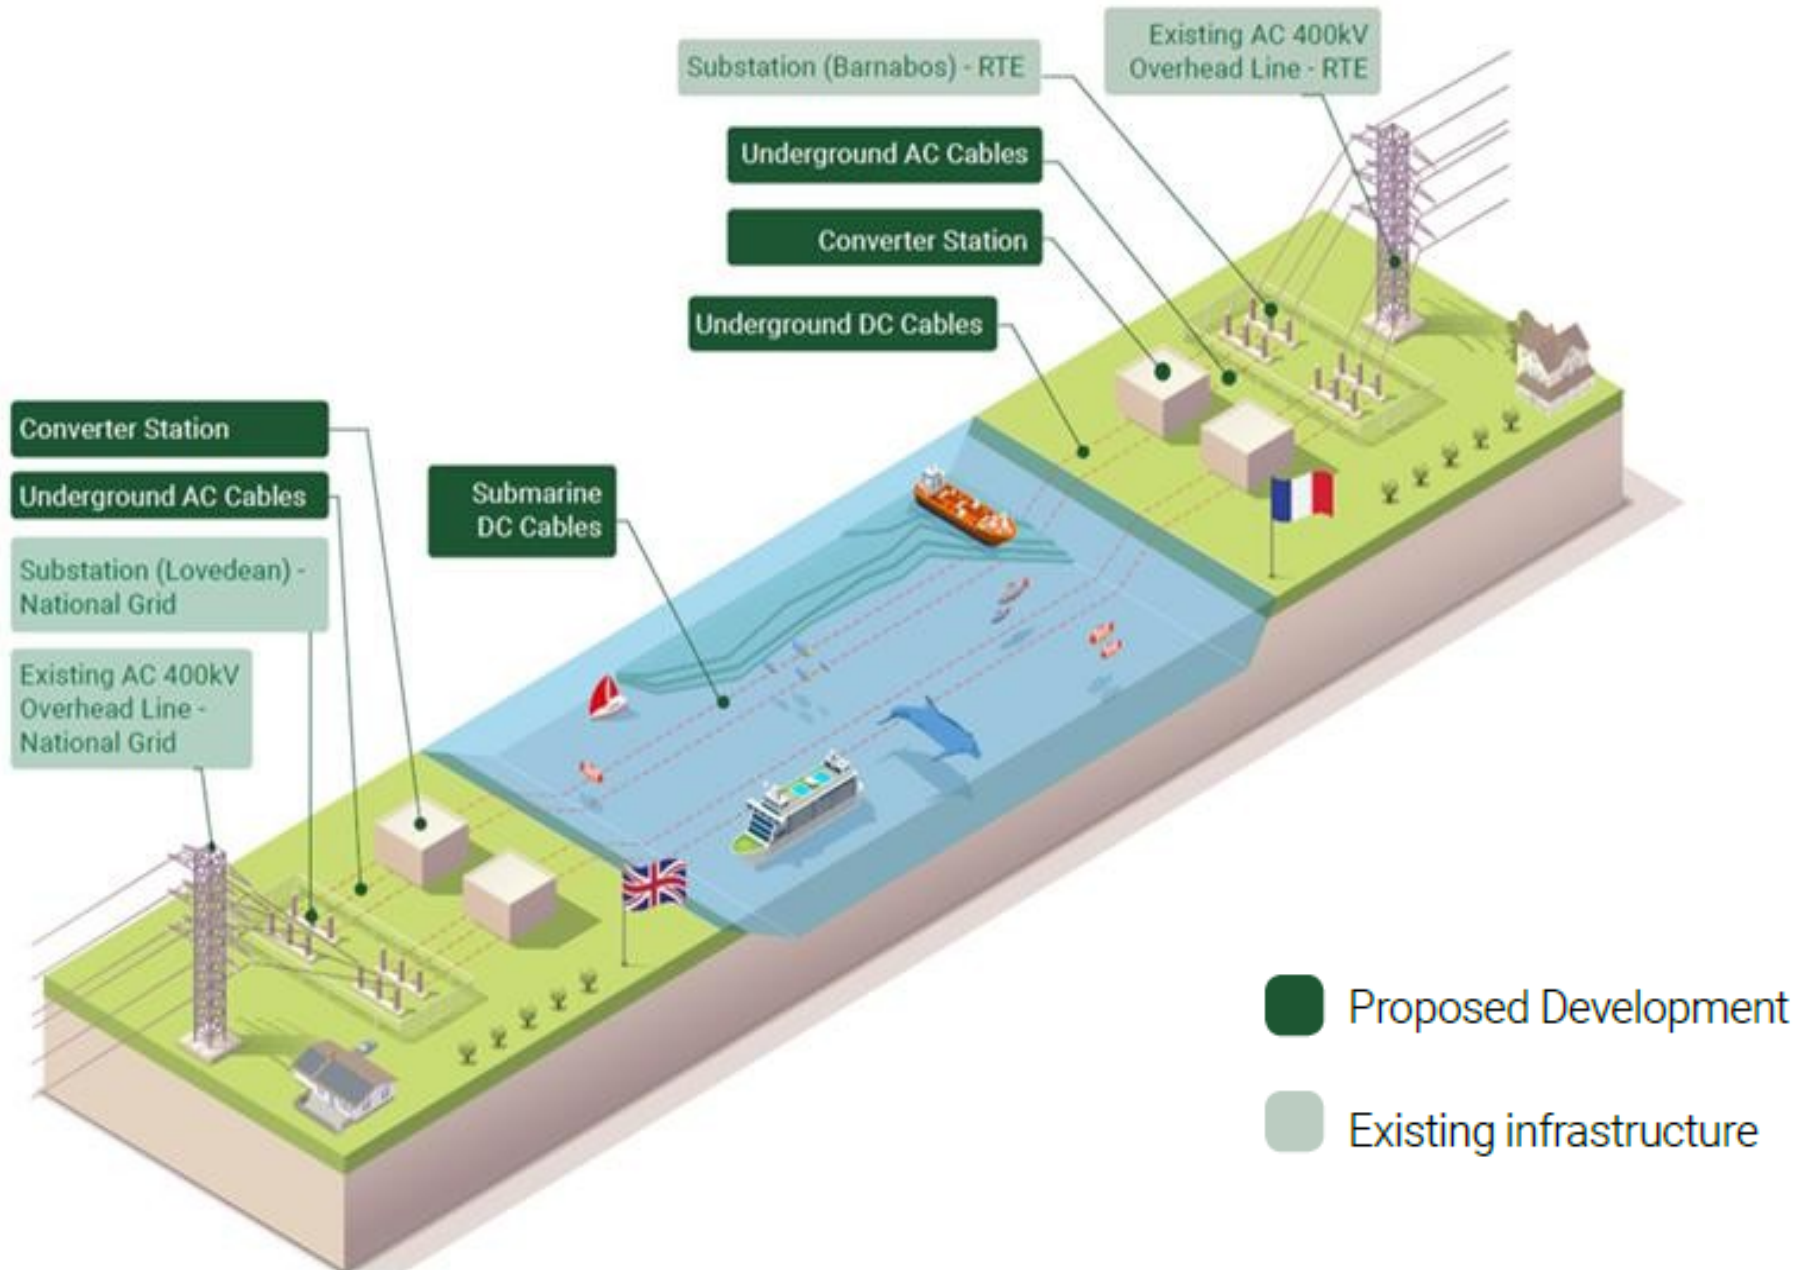 Existing AC 400kV
Overhead Line - RTE
Substation (Barnabos) - RTE
Underground AC Cables
Converter Station
Underground DC Cables
Converter Station
Underground AC Cables
Substation (Lovedean) -
National Grid
Existing AC 400kV
Overhead Line -
National Grid
Submarine
DC Cables
Proposed Development
Existing infrastructure